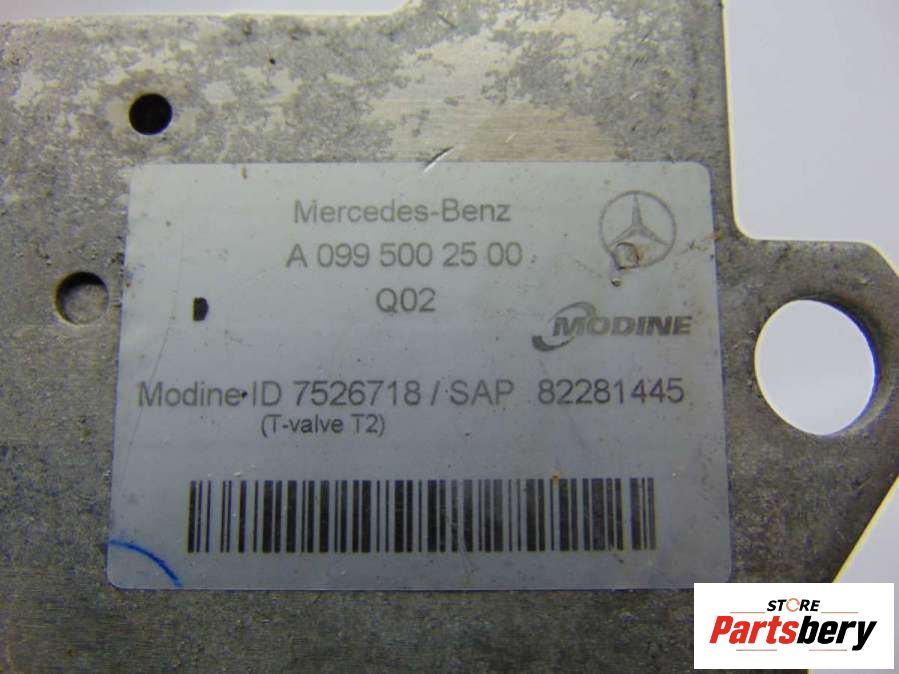 Mercedes-Benz
A 099 500 25 00
Q02
MODINE
Modine ID 7526718 / SAP 82281445
(T-valve T2)
STORE
Partsbery